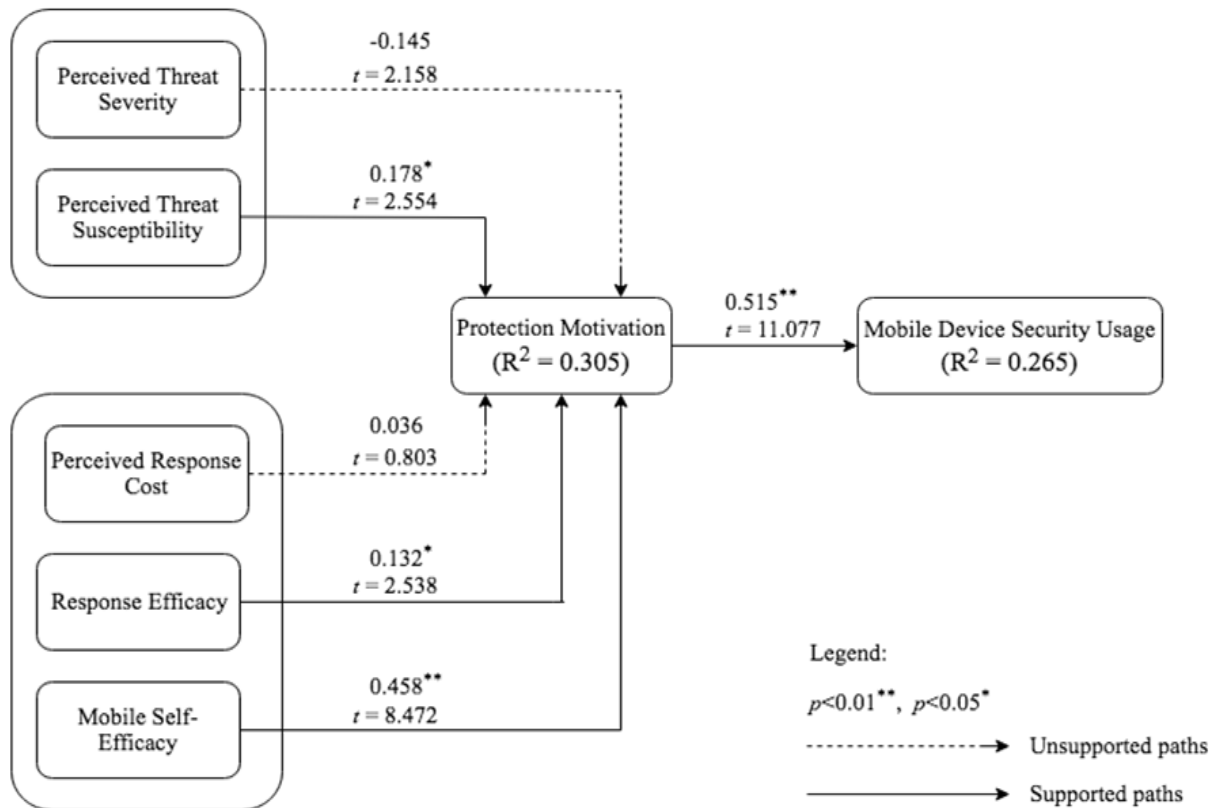 Perceived Threat
Severity
-0.145
t = 2.158
Perceived Threat
Susceptibility
0.178*
t = 2.554
Protection Motivation
(R² = 0.305)
0.515**
t = 11.077
Mobile Device Security Usage
(R² = 0.265)
Perceived Response
Cost
0.036
t = 0.803
Response Efficacy
0.132*
t = 2.538
Mobile Self-
Efficacy
0.458**
t = 8.472
Legend:
p<0.01**, p<0.05*
Unsupported paths
Supported paths